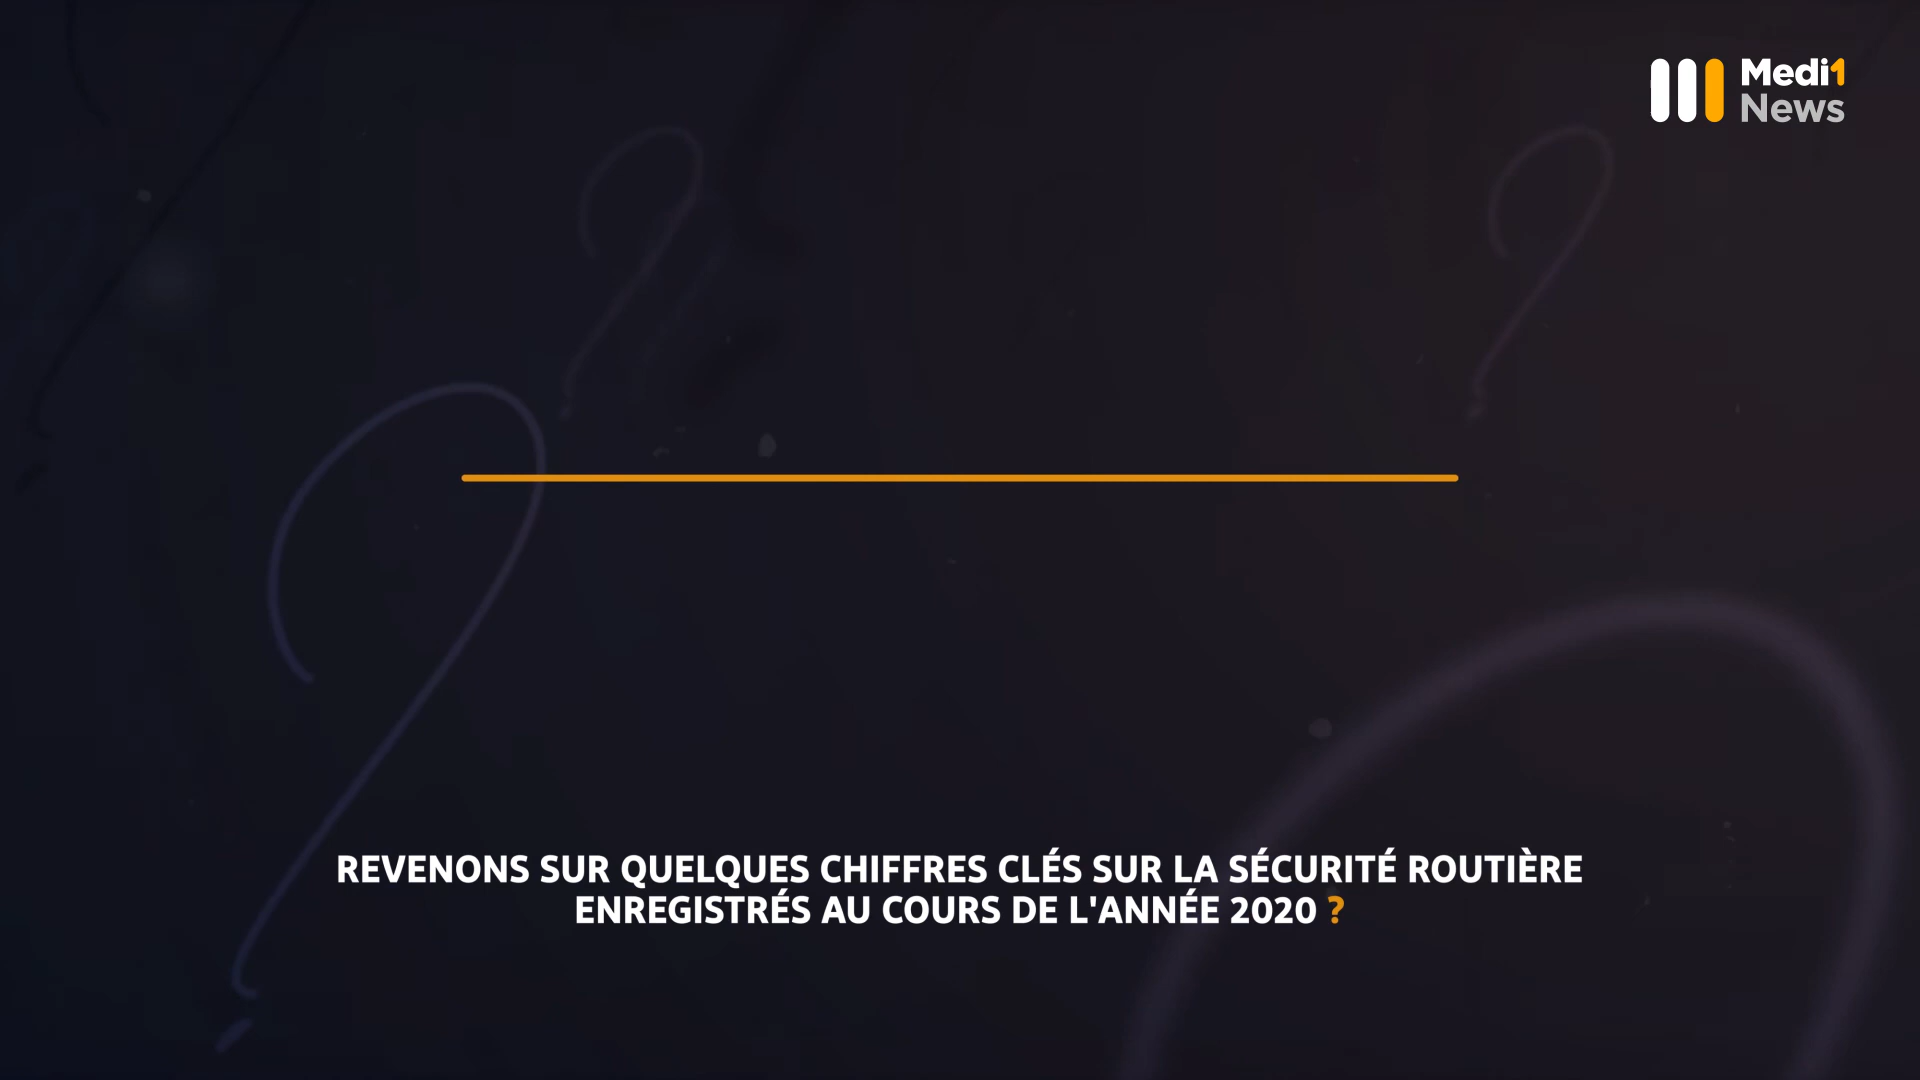 Medi1
News
REVENONS SUR QUELQUES CHIFFRES CLÉS SUR LA SÉCURITÉ ROUTIÈRE
ENREGISTRÉS AU COURS DE L'ANNÉE 2020 ?